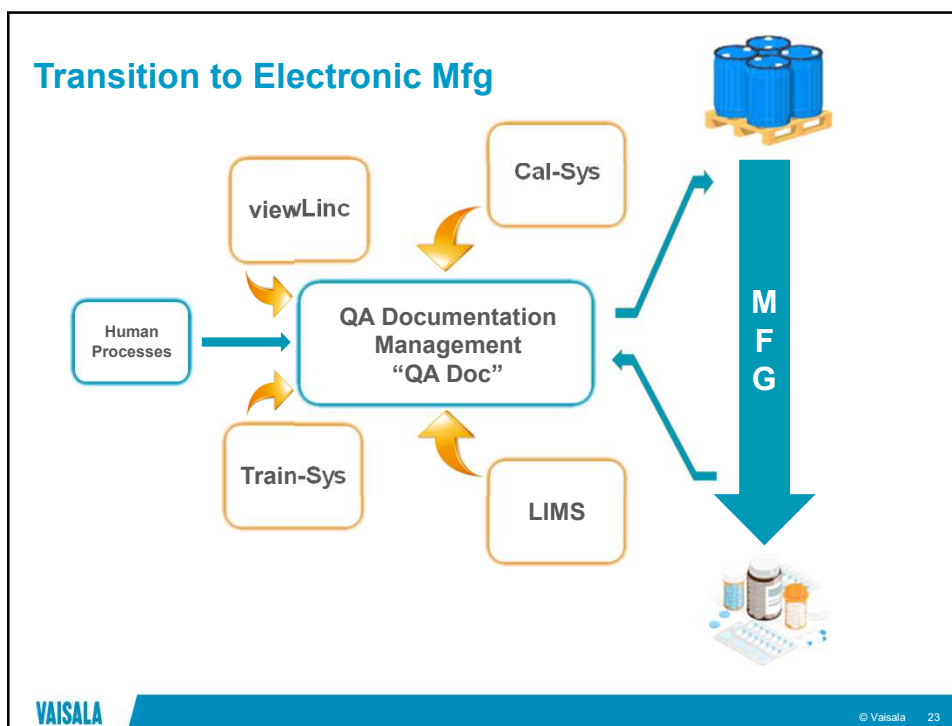 Transition to Electronic Mfg
viewLinc
Cal-Sys
Human
Processes
QA Documentation
Management
“QA Doc”
Train-Sys
LIMS
M
F
G
VAISALA
© Vaisala 23